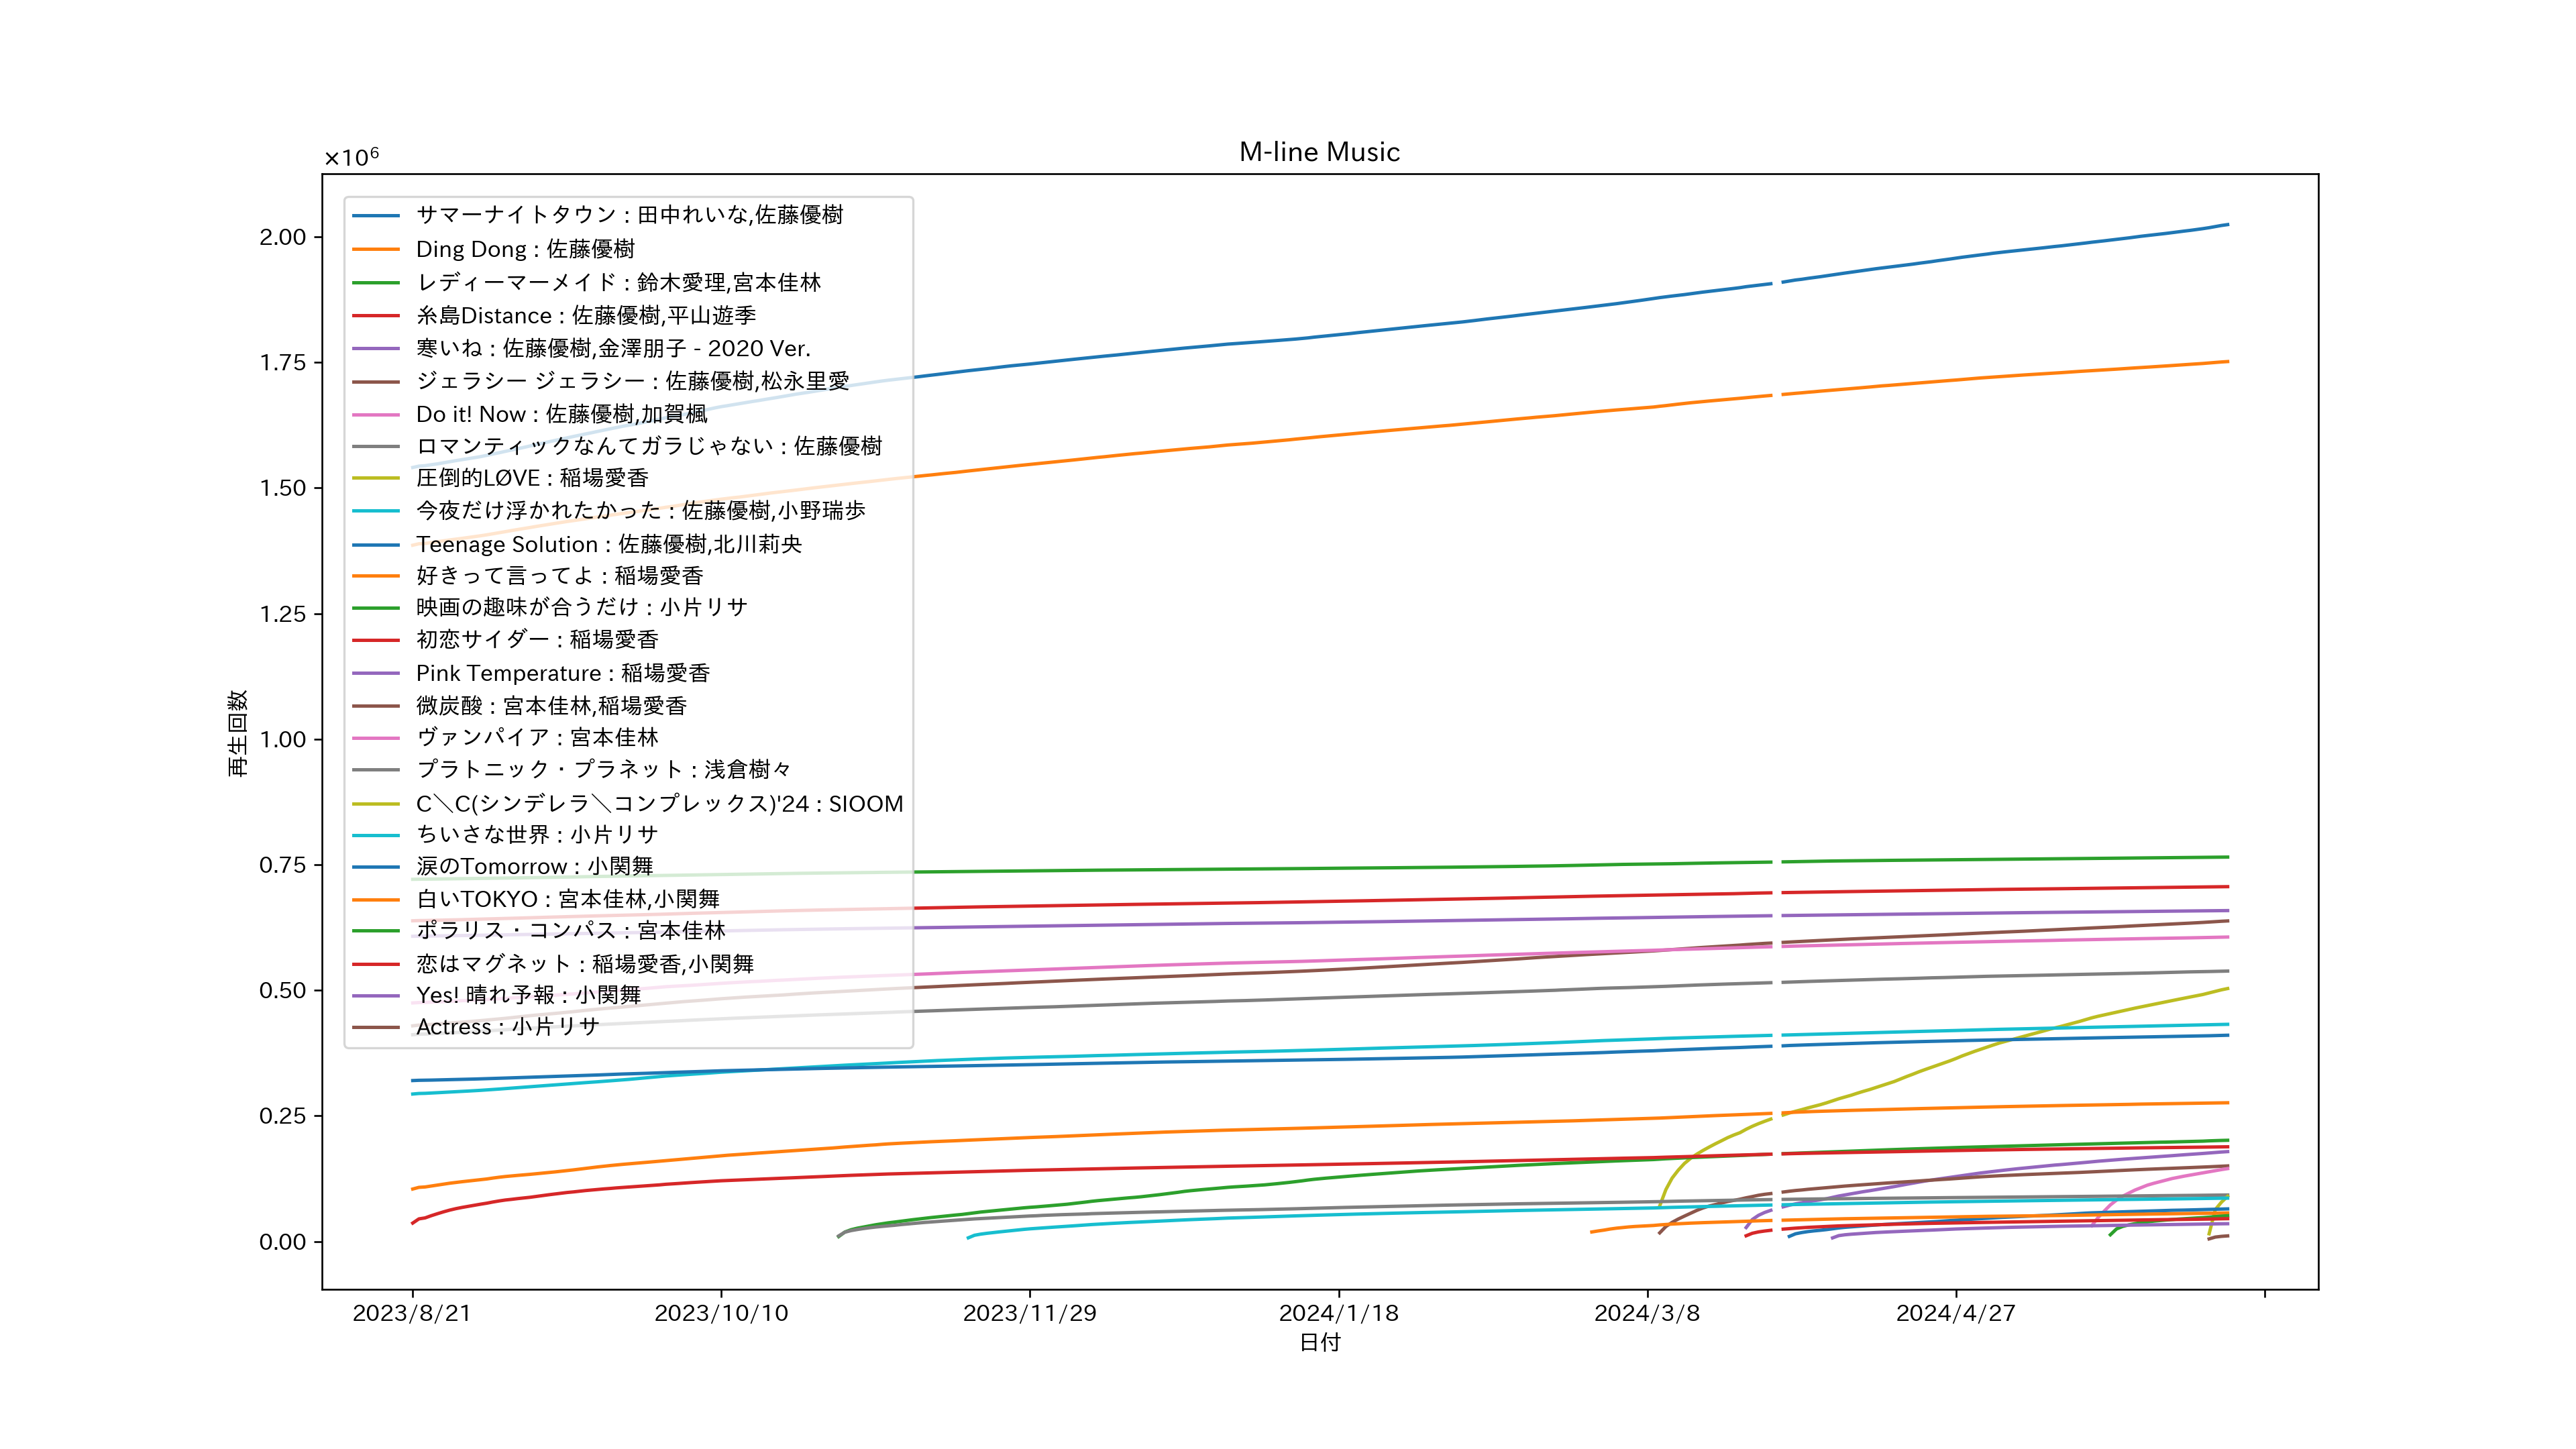 M-line Music
×10⁶
サマーナイトタウン : 田中れいな,佐藤優樹
Ding Dong : 佐藤優樹
レディーマーメイド : 鈴木愛理,宮本佳林
糸島Distance : 佐藤優樹,平山遊季
寒いね : 佐藤優樹,金澤朋子 - 2020 Ver.
ジェラシー ジェラシー : 佐藤優樹,松永里愛
Do it! Now : 佐藤優樹,加賀楓
ロマンティックなんてガラじゃない : 佐藤優樹
圧倒的LØVE : 稲場愛香
今夜だけ浮かれたかった : 佐藤優樹,小野瑞歩
Teenage Solution : 佐藤優樹,北川莉央
好きって言ってよ : 稲場愛香
映画の趣味が合うだけ : 小片リサ
初恋サイダー : 稲場愛香
Pink Temperature : 稲場愛香
微炭酸 : 宮本佳林,稲場愛香
ヴァンパイア : 宮本佳林
プラトニック・プラネット : 浅倉樹々
C＼C(シンデレラ＼コンプレックス)'24 : SIOOM
ちいさな世界 : 小片リサ
涙のTomorrow : 小関舞
白いTOKYO : 宮本佳林,小関舞
ポラリス・コンパス : 宮本佳林
恋はマグネット : 稲場愛香,小関舞
Yes! 晴れ予報 : 小関舞
Actress : 小片リサ
2.00
1.75
1.50
1.25
1.00
0.75
0.50
0.25
0.00
再生回数
2023/8/21
2023/10/10
2023/11/29
2024/1/18
2024/3/8
2024/4/27
日付